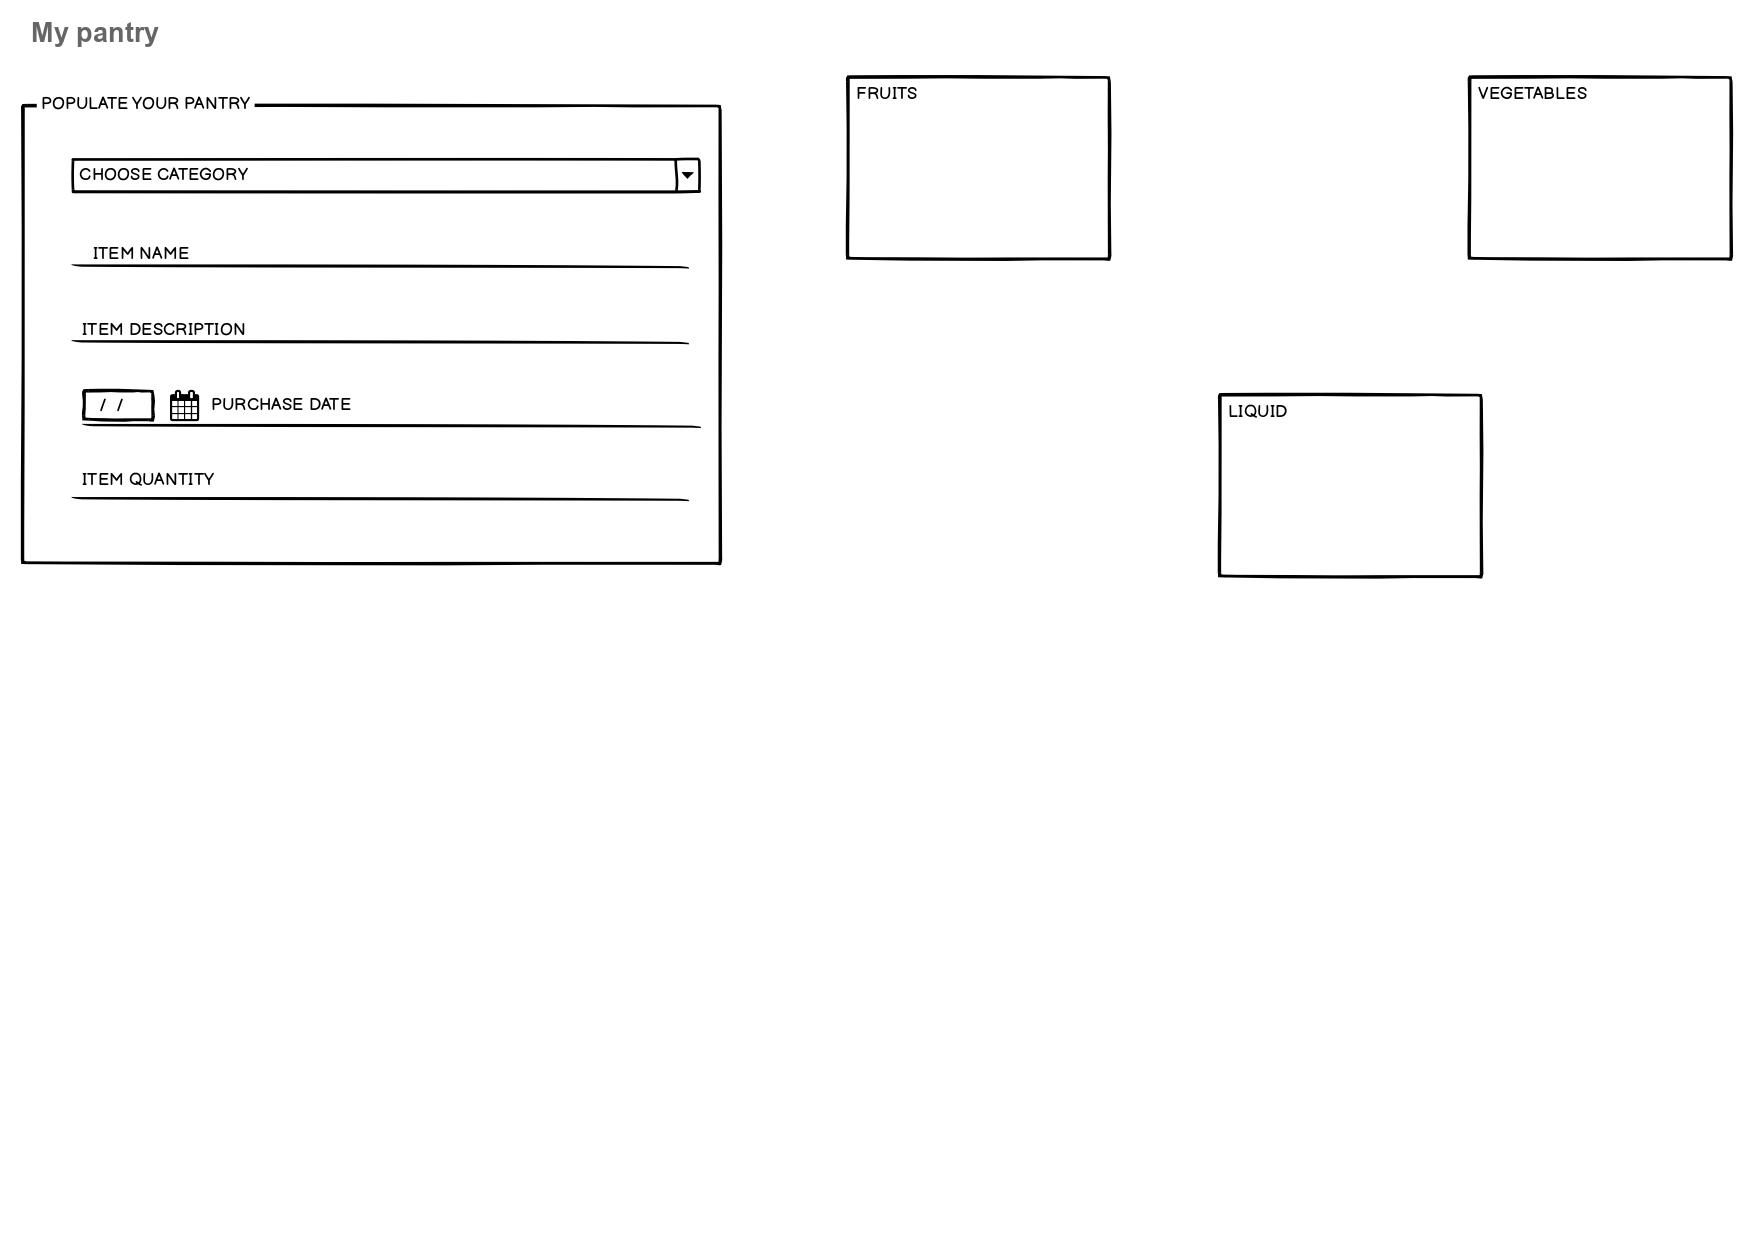 My pantry
POPULATE YOUR PANTRY
CHOOSE CATEGORY
ITEM NAME
ITEM DESCRIPTION
/ / PURCHASE DATE
ITEM QUANTITY
FRUITS
VEGETABLES
LIQUID